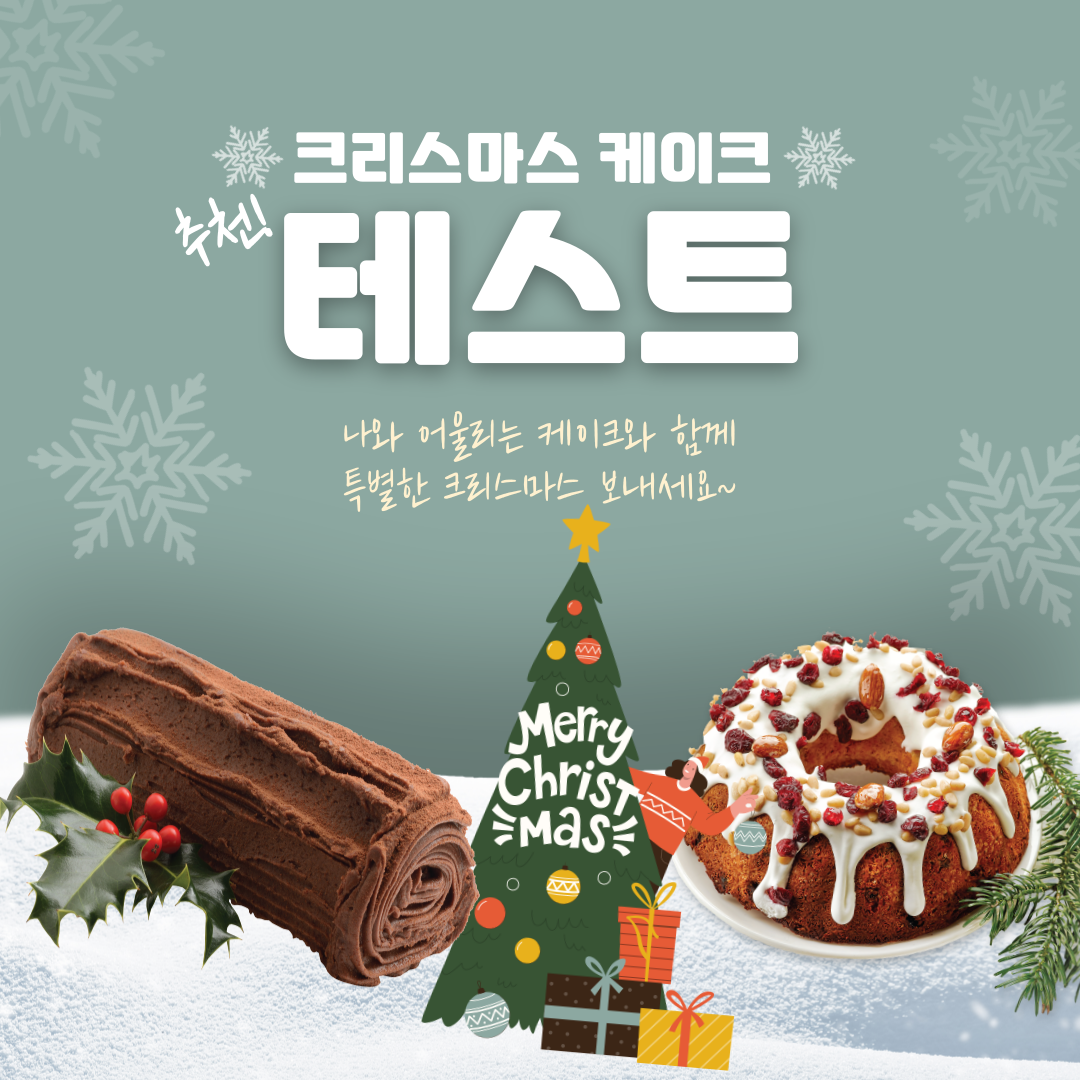 크리스마스 케이크
추천!
테스트
나와 어울리는 케이크와 함께
특별한 크리스마스 보내세요~
Merry
Christ
mas